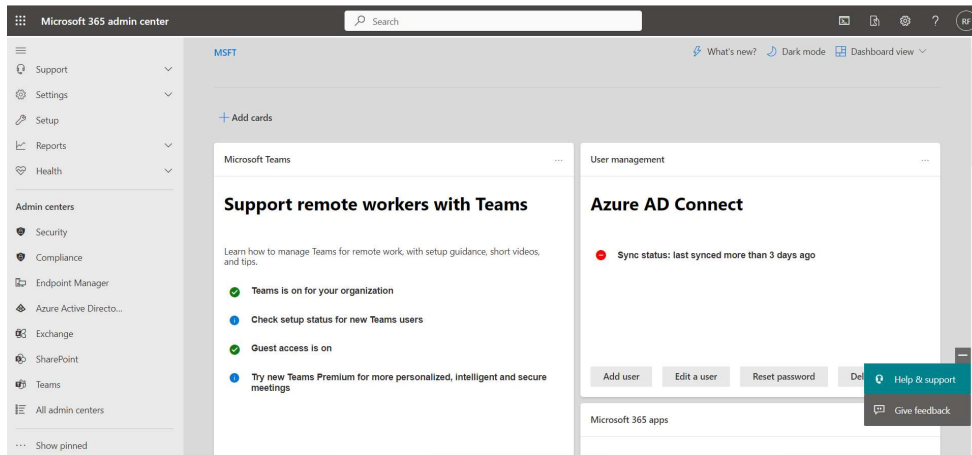 Microsoft 365 admin center
Search
?
RF
Support
Settings
Setup
Reports
Health
Admin centers
Security
Compliance
Endpoint Manager
Azure Active Directo...
Exchange
SharePoint
Teams
All admin centers
... Show pinned
MSFT
What's new? Dark mode Dashboard view
+ Add cards
Microsoft Teams ...
Support remote workers with Teams
Learn how to manage Teams for remote work, with setup guidance, short videos,
and tips.
Teams is on for your organization
Check setup status for new Teams users
Guest access is on
Try new Teams Premium for more personalized, intelligent and secure
meetings
User management ...
Azure AD Connect
Sync status: last synced more than 3 days ago
Add user Edit a user Reset password Del
Microsoft 365 apps
Help & support
Give feedback